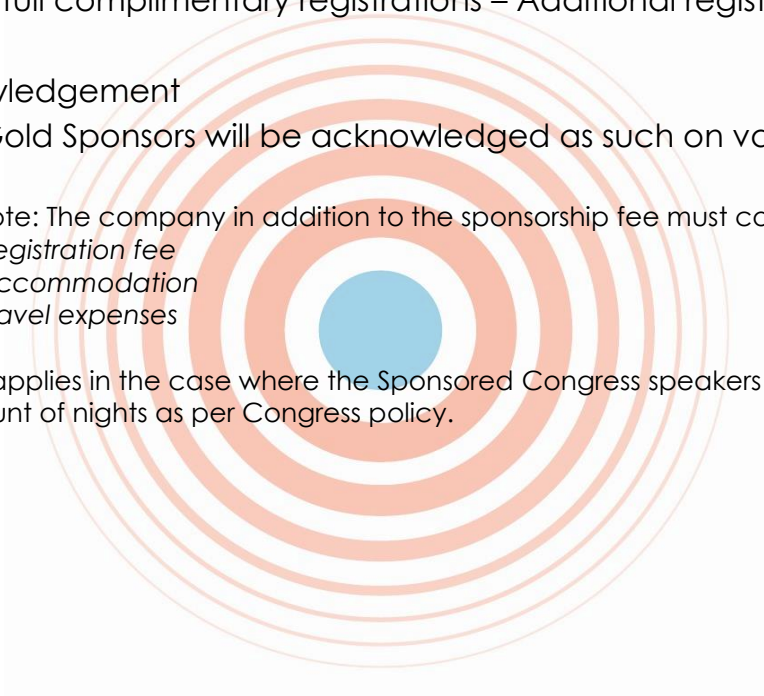 full complimentary registrations – Additional regist
wledgement
Gold Sponsors will be acknowledged as such on va
ote: The company in addition to the sponsorship fee must co
egistration fee
ccommodation
avel expenses
applies in the case where the Sponsored Congress speakers
unt of nights as per Congress policy.